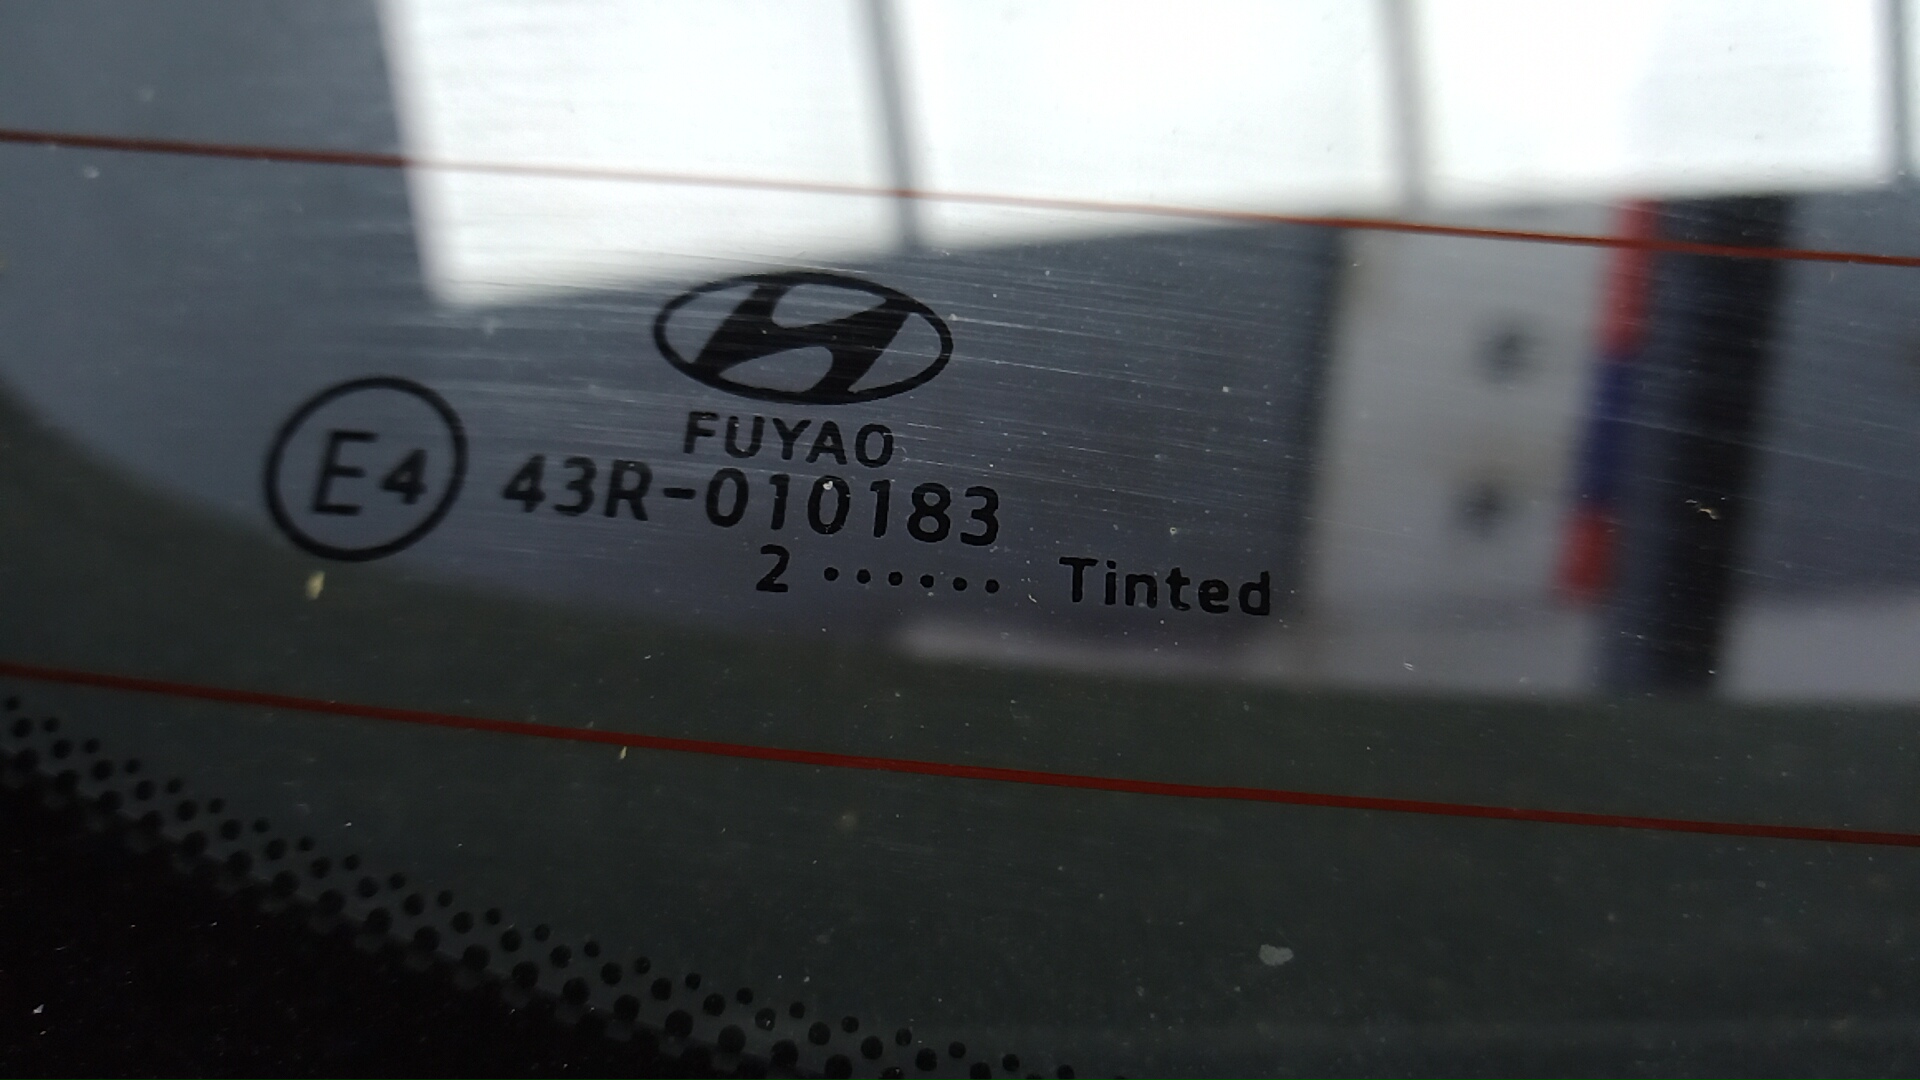 FUYAO
E4 43R-010183
2 ...... Tinted